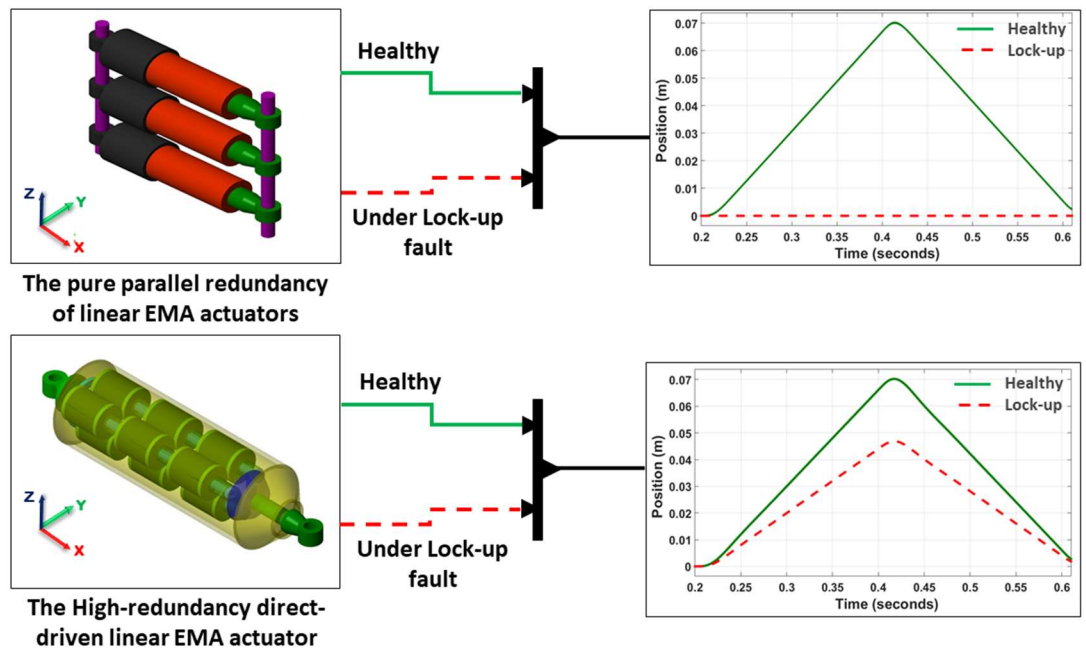 Healthy
Under Lock-up
fault
Z
Y
X
The pure parallel redundancy
of linear EMA actuators
Position (m)
0.07
0.06
0.05
0.04
0.03
0.02
0.01
0
0.2 0.25 0.3 0.35 0.4 0.45 0.5 0.55 0.6
Time (seconds)
Healthy
Lock-up
Healthy
Under Lock-up
fault
Z
Y
X
The High-redundancy direct-
driven linear EMA actuator
Position (m)
0.07
0.06
0.05
0.04
0.03
0.02
0.01
0
0.2 0.25 0.3 0.35 0.4 0.45 0.5 0.55 0.6
Time (seconds)
Healthy
Lock-up